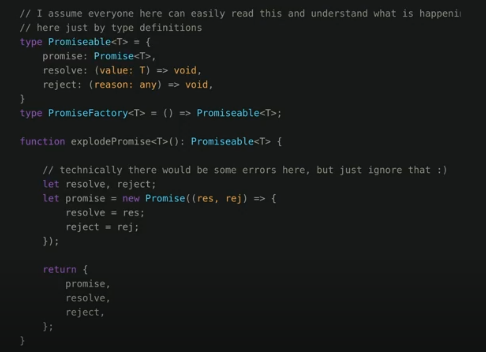 // I assume everyone here can easily read this and understand what is happenin
// here just by type definitions
type Promiseable<T> = {
    promise: Promise<T>,
    resolve: (value: T) => void,
    reject: (reason: any) => void,
}
type PromiseFactory<T> = () => Promiseable<T>;

function explodePromise<T>(): Promiseable<T> {

    // technically there would be some errors here, but just ignore that :)
    let resolve, reject;
    let promise = new Promise((res, rej) => {
        resolve = res;
        reject = rej;
    });

    return {
        promise,
        resolve,
        reject,
    };
}